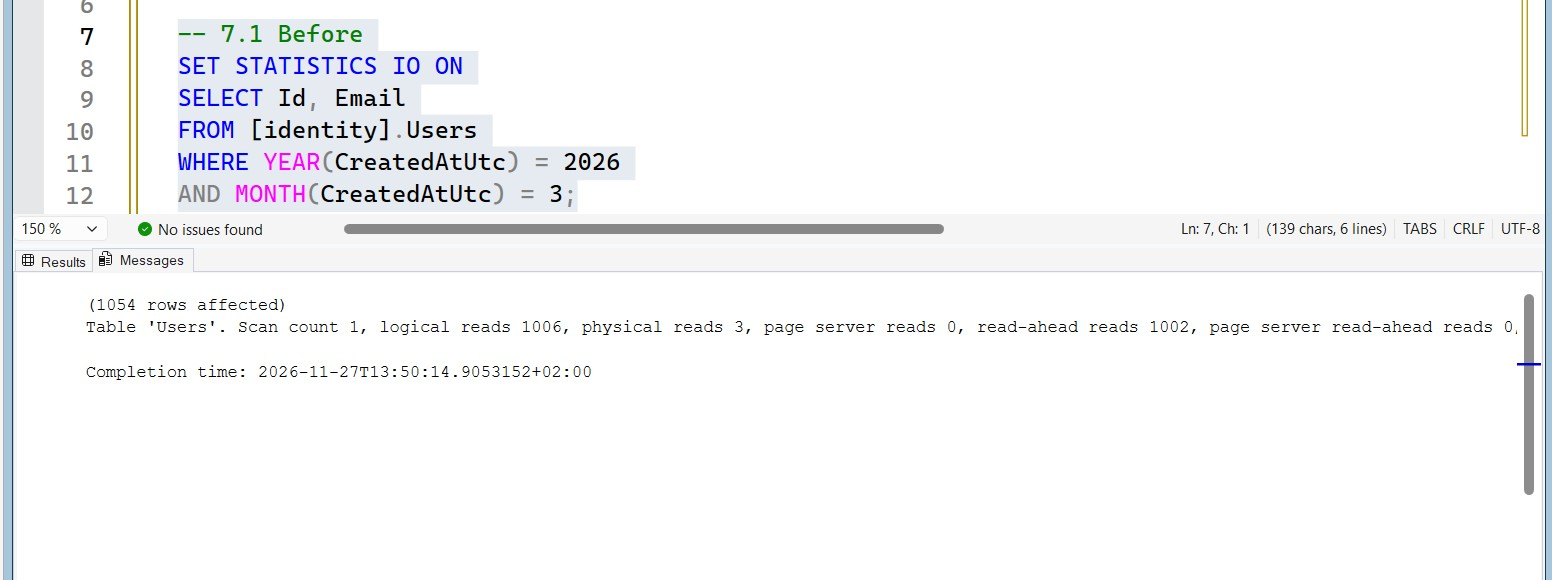 6
7 -- 7.1 Before
8 SET STATISTICS IO ON
9 SELECT Id, Email
10 FROM [identity].Users
11 WHERE YEAR(CreatedAtUtc) = 2026
12 AND MONTH(CreatedAtUtc) = 3;
150 % No issues found Ln: 7, Ch: 1 (139 chars, 6 lines) TABS CRLF UTF-8
Results Messages
(1054 rows affected)
Table 'Users'. Scan count 1, logical reads 1006, physical reads 3, page server reads 0, read-ahead reads 1002, page server read-ahead reads 0,
Completion time: 2026-11-27T13:50:14.9053152+02:00